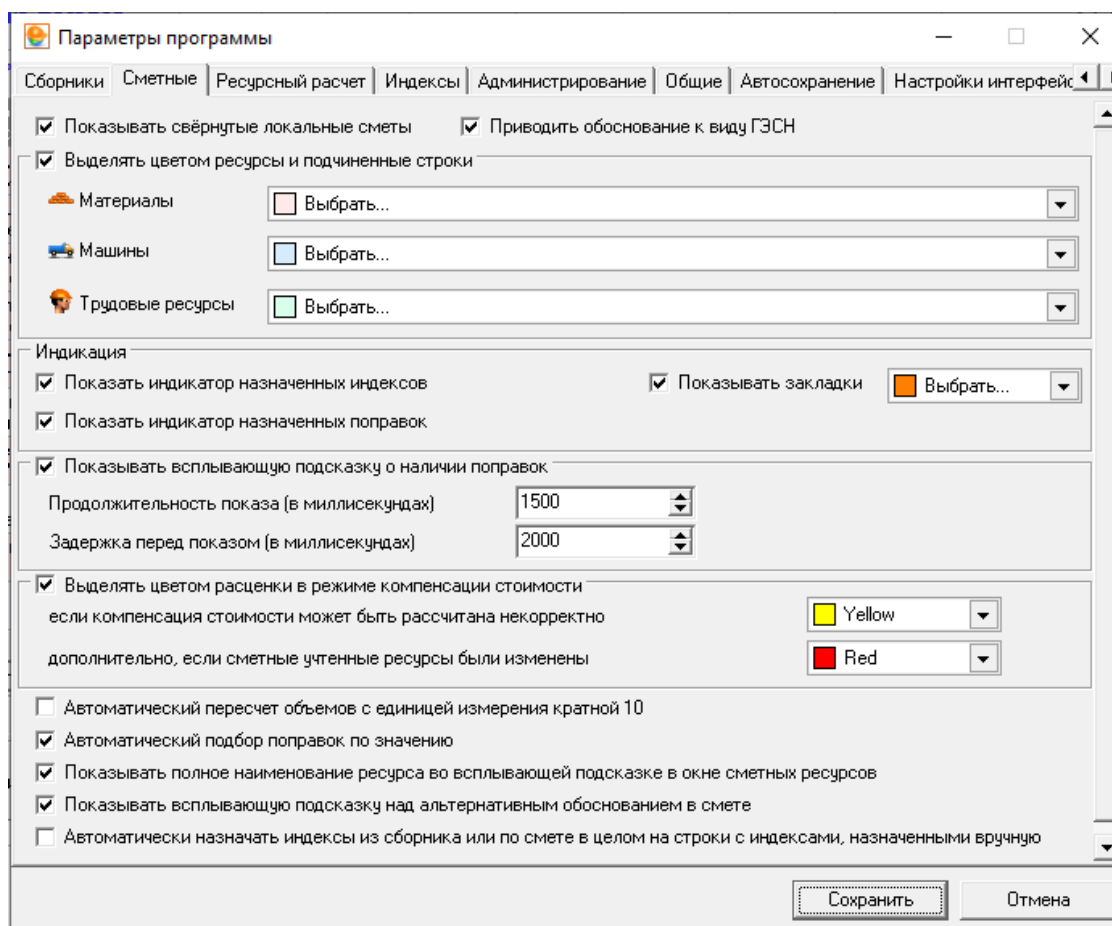 Параметры программы
Сборники Сметные Ресурсный расчет Индексы Администрирование Общие Автосохранение Настройки интерфейс
Показывать свёрнутые локальные сметы Приводить обоснование к виду ГЭСН
Выделять цветом ресурсы и подчиненные строки
Материалы Выбрать...
Машины Выбрать...
Трудовые ресурсы Выбрать...
Индикация
Показать индикатор назначенных индексов Показывать закладки Выбрать...
Показать индикатор назначенных поправок
Показывать всплывающую подсказку о наличии поправок
Продолжительность показа (в миллисекундах) 1500
Задержка перед показом (в миллисекундах) 2000
Выделять цветом расценки в режиме компенсации стоимости
если компенсация стоимости может быть рассчитана некорректно Yellow
дополнительно, если сметные учтенные ресурсы были изменены Red
Автоматический пересчет объемов с единицей измерения кратной 10
Автоматический подбор поправок по значению
Показывать полное наименование ресурса во всплывающей подсказке в окне сметных ресурсов
Показывать всплывающую подсказку над альтернативным обоснованием в смете
Автоматически назначать индексы из сборника или по смете в целом на строки с индексами, назначенными вручную
Сохранить Отмена